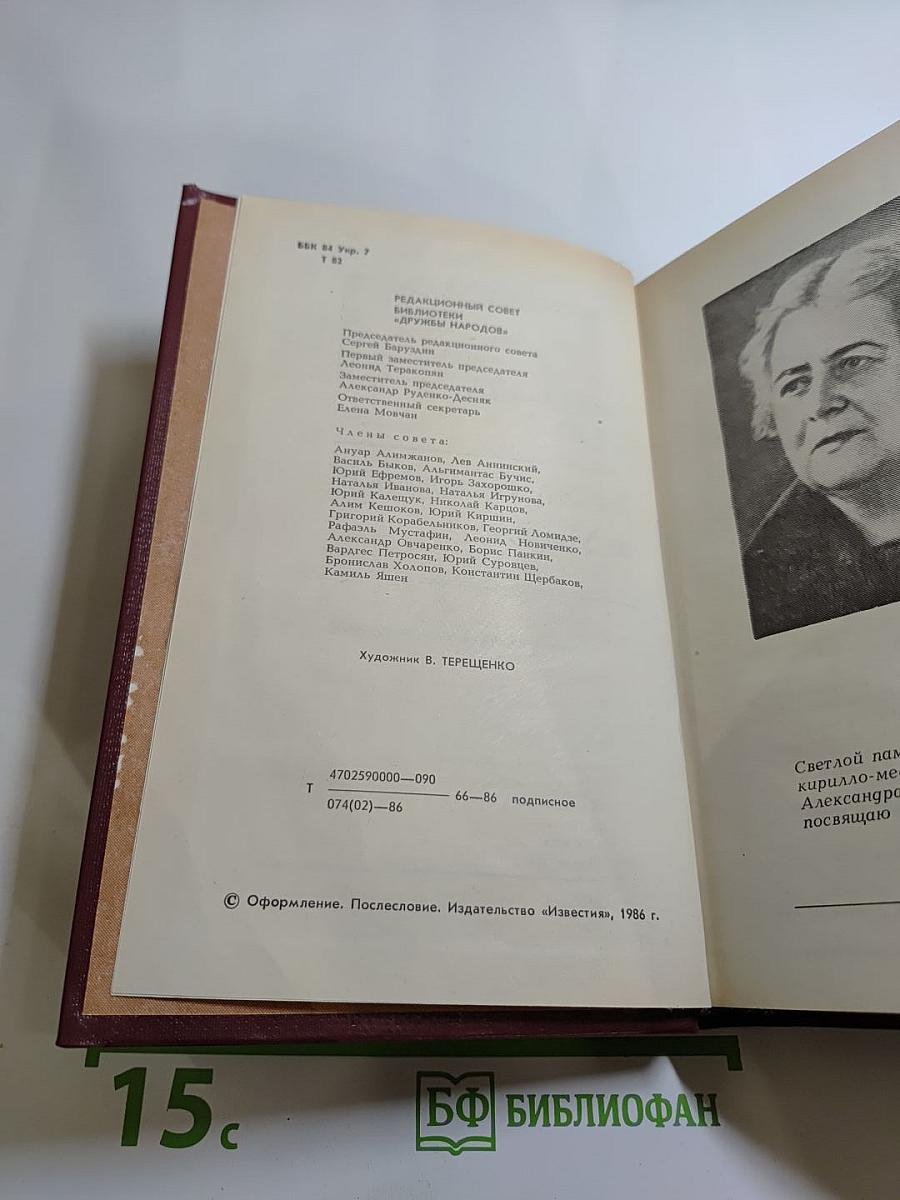 ББК 84 Укр. 7
Т 82
РЕДАКЦИОННЫЙ СОВЕТ
БИБЛИОТЕКИ
«ДРУЖБЫ НАРОДОВ»
Председатель редакционного совета
Сергей Баруздин
Первый заместитель председателя
Леонид Теракопян
Заместитель председателя
Александр Руденко-Десняк
Ответственный секретарь
Елена Мовчан
Члены совета:
Ануар Алимжанов, Лев Аннинский,
Василь Быков, Альгимантас Бучис,
Юрий Ефремов, Игорь Захорошко,
Наталья Иванова, Наталья Игрунова,
Юрий Калещук, Николай Карцов,
Алим Кешоков, Юрий Киршин,
Григорий Корабельников, Георгий Ломидзе,
Рафаэль Мустафин, Леонид Новиченко,
Александр Овчаренко, Борис Панкин,
Вардгес Петросян, Юрий Суровцев,
Бронислав Холопов, Константин Щербаков,
Камиль Яшен
Художник В. ТЕРЕЩЕНКО
Т 4702590000—090
074(02)—86
66—86 подписное
© Оформление. Послесловие. Издательство «Известия», 1986 г.
Светлой пам
кирилло-ме
Александра
посвящаю
15 с
БФ БИБЛИОФАН